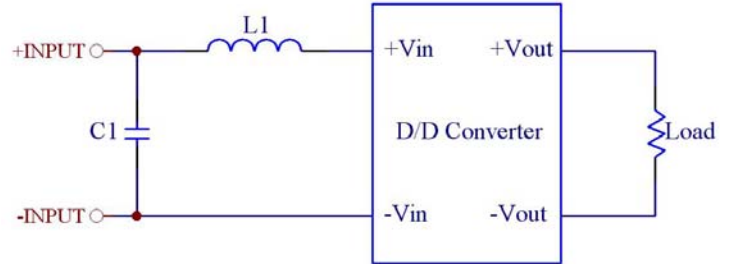 L1
+INPUT
+Vin
+Vout
C1
D/D Converter
Load
-INPUT
-Vin
-Vout